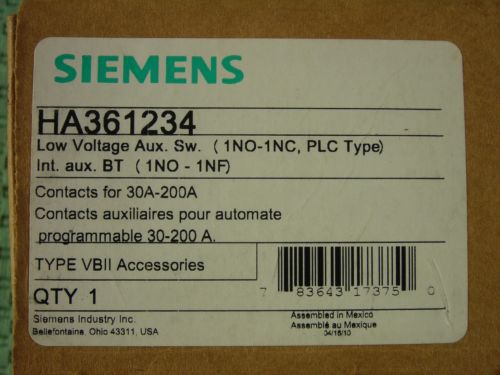 SIEMENS
HA361234
Low Voltage Aux. Sw. ( 1NO-1NC, PLC Type)
Int. aux. BT ( 1NO - 1NF)
Contacts for 30A-200A
Contacts auxiliaires pour automate
programmable 30-200 A.
TYPE VBII Accessories
QTY 1
7 83643 17375 0
Siemens Industry Inc.
Bellefontaine, Ohio 43311, USA
Assembled in Mexico
Assemblé au Mexique
04/16/10